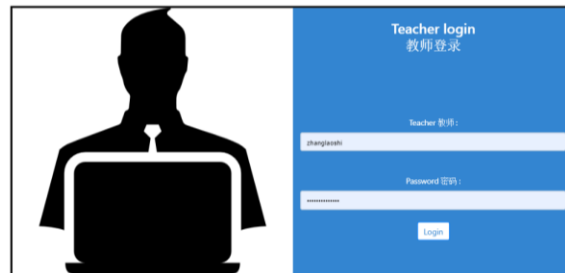 Teacher login
教师登录
Teacher 教师 :
zhanglaoshi
Password 密码 :
Login